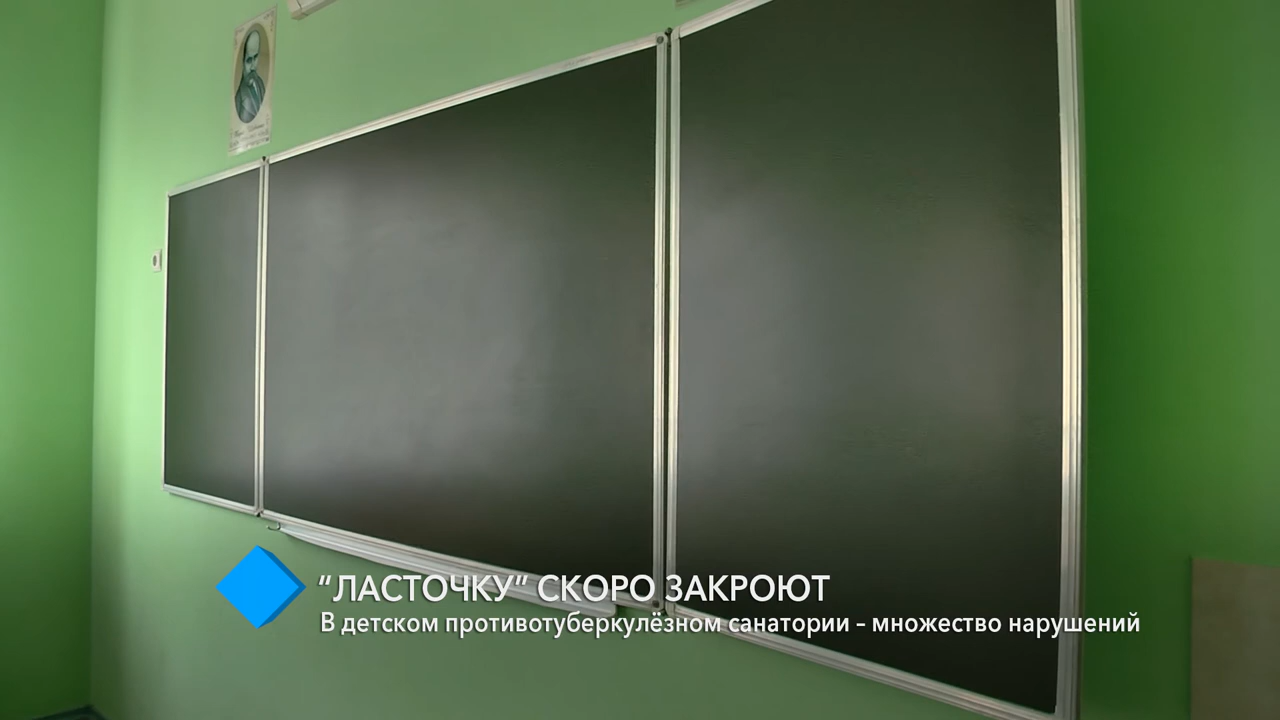 “ЛАСТОЧКУ” СКОРО ЗАКРОЮТ
В детском противотуберкулёзном санатории – множество нарушений